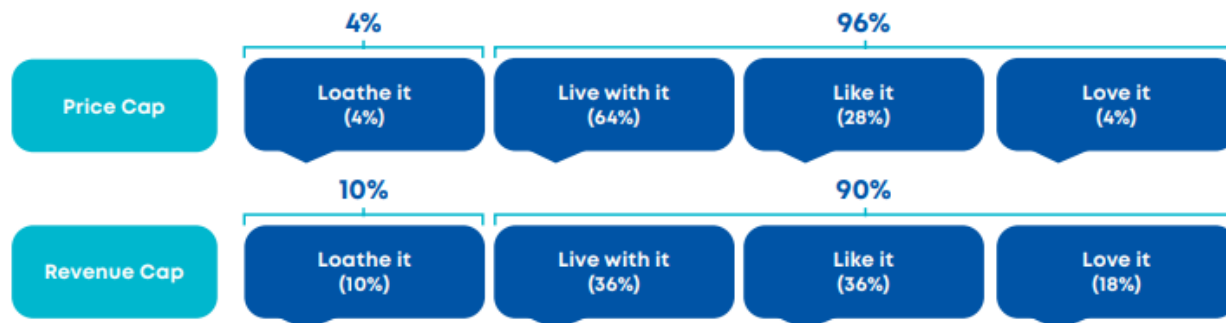 4%
96%
Price Cap
Loathe it
(4%)
Live with it
(64%)
Like it
(28%)
Love it
(4%)
10%
90%
Revenue Cap
Loathe it
(10%)
Live with it
(36%)
Like it
(36%)
Love it
(18%)